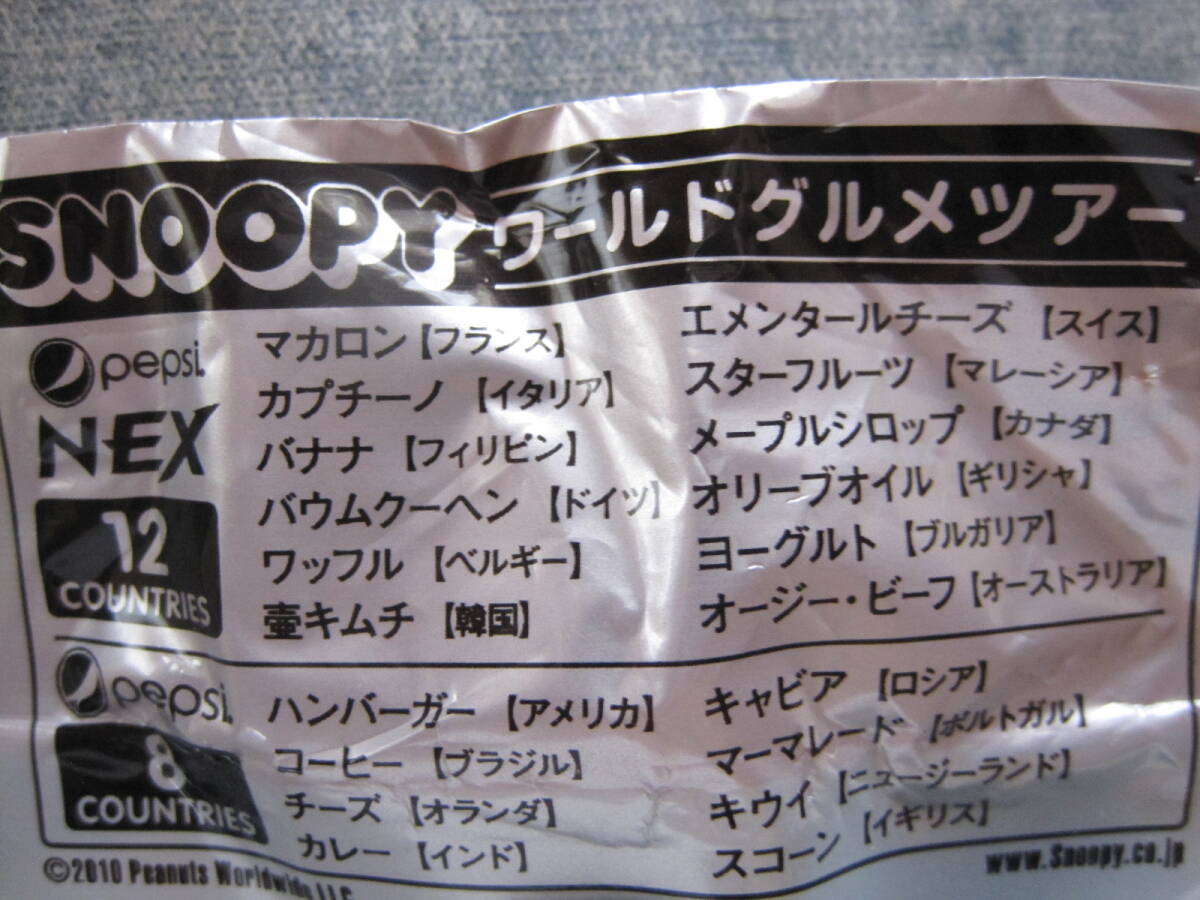 SNOOPY ワールドグルメツアー
pepsi
NEX
12
COUNTRIES
マカロン【フランス】
カプチーノ【イタリア】
バナナ【フィリピン】
バウムクーヘン【ドイツ】
ワッフル【ベルギー】
壷キムチ【韓国】
エメンタールチーズ【スイス】
スターフルーツ【マレーシア】
メープルシロップ【カナダ】
オリーブオイル【ギリシャ】
ヨーグルト【ブルガリア】
オージー・ビーフ【オーストラリア】
pepsi
8
COUNTRIES
ハンバーガー【アメリカ】
コーヒー【ブラジル】
チーズ【オランダ】
カレー【インド】
キャビア【ロシア】
マーマレード【ポルトガル】
キウイ【ニュージーランド】
スコーン【イギリス】
©2010 Peanuts Worldwide LLC
www.Snoopy.co.jp